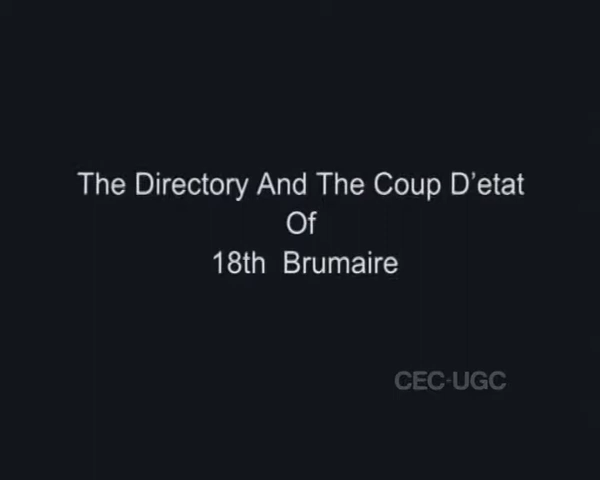 The Directory And The Coup D'etat
Of
18th Brumaire
CEC-UGC